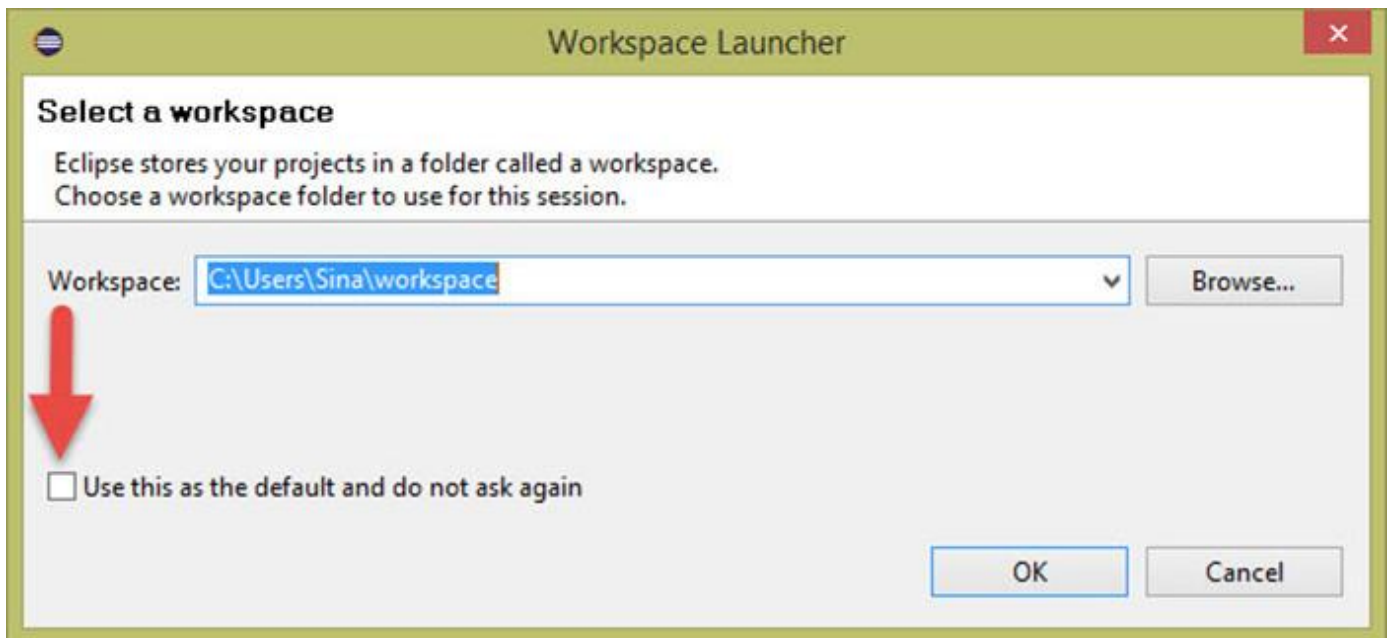 Workspace Launcher
Select a workspace
Eclipse stores your projects in a folder called a workspace.
Choose a workspace folder to use for this session.
Workspace: C:\Users\Sina\workspace Browse...
Use this as the default and do not ask again
OK Cancel